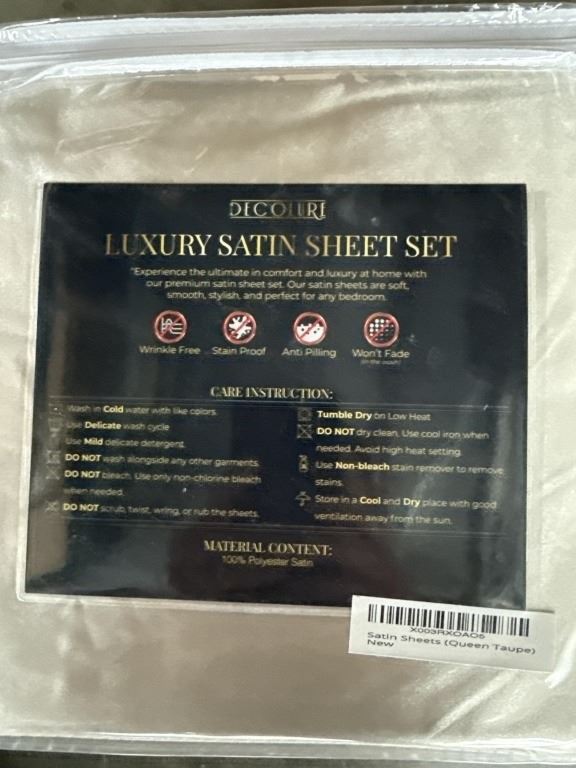 DECOLURE
LUXURY SATIN SHEET SET
"Experience the ultimate in comfort and luxury at home with
our premium satin sheet set. Our satin sheets are soft,
smooth, stylish, and perfect for any bedroom.
Wrinkle Free Stain Proof Anti Pilling Won't Fade
(in the wash)
CARE INSTRUCTION:
Wash in Cold water with like colors.
Use Delicate wash cycle
Use Mild delicate detergent.
DO NOT wash alongside any other garments.
DO NOT bleach. Use only non-chlorine bleach
when needed.
DO NOT scrub, twist, wring, or rub the sheets.
Tumble Dry on Low Heat
DO NOT dry clean. Use cool iron when
needed. Avoid high heat setting.
Use Non-bleach stain remover to remove
stains.
Store in a Cool and Dry place with good
ventilation away from the sun.
MATERIAL CONTENT:
100% Polyester Satin
X003RXOAO5
Satin Sheets (Queen Taupe)
New